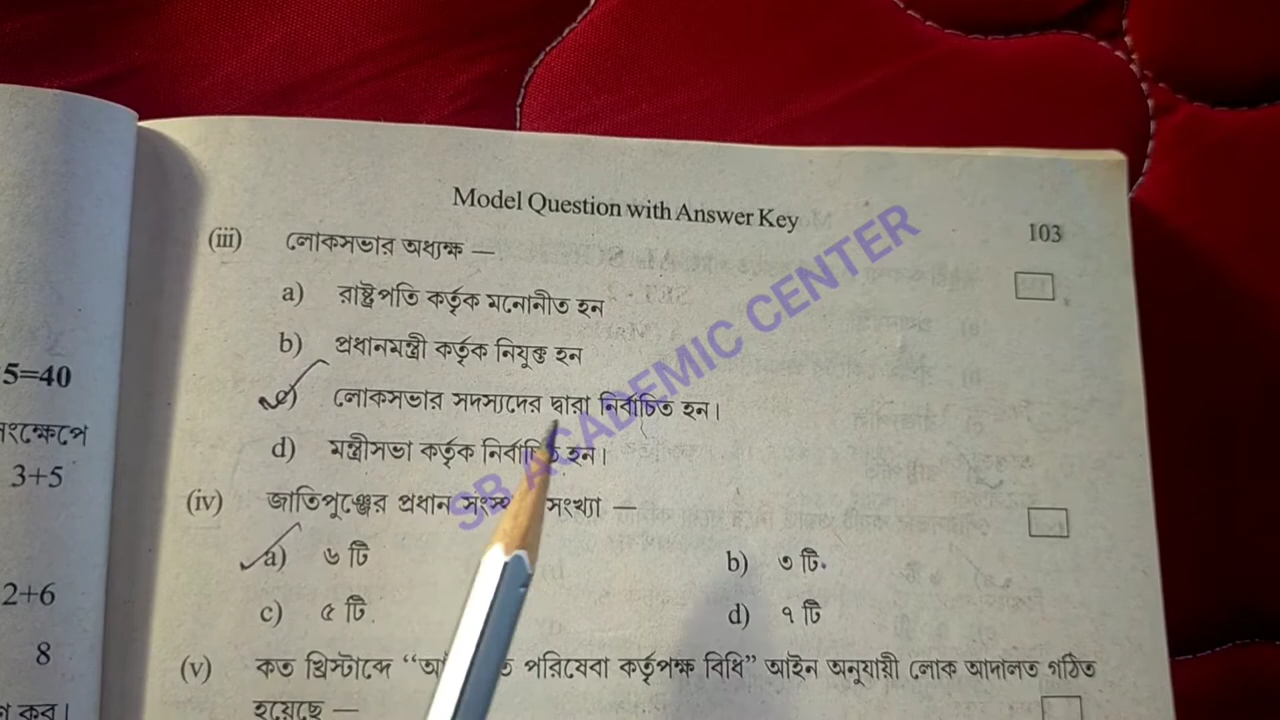 Model Question with Answer Key
103
(iii) লোকসভার অধ্যক্ষ —
a) রাষ্ট্রপতি কর্তৃক মনোনীত হন
b) প্রধানমন্ত্রী কর্তৃক নিযুক্ত হন
c) লোকসভার সদস্যদের দ্বারা নির্বাচিত হন।
d) মন্ত্রীসভা কর্তৃক হন।
(iv) জাতিপুঞ্জের প্রধান সংখ্যা —
a) ৬ টি b) ৩ টি.
c) ৫ টি. d) ৭ টি
(v) কত খ্রিস্টাব্দে পরিষেবা কর্তৃপক্ষ বিধি” আইন অনুযায়ী লোক আদালত গঠিত
হয়েছে —
5=40
3+5
2+6
8
SB ACADEMIC CENTER